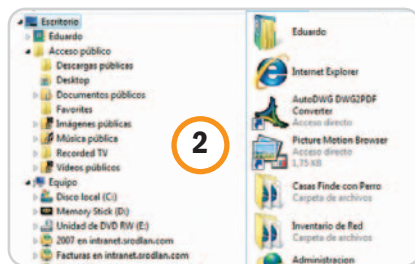 Escritorio
Eduardo
Acceso público
Descargas públicas
Desktop
Documentos públicos
Favoritos
Imágenes públicas
Música pública
Recorded TV
Vídeos públicos
Equipo
Disco local (C:)
Memory Stick (D:)
Unidad de DVD RW (E:)
2007 en intranet.srodlan.com
Facturas en intranet.srodlan.com
2
Eduardo
Internet Explorer
AutoDWG DWG2PDF
Converter
Acceso directo
Picture Motion Browser
Acceso directo
1,75 KB
Casas Finde con Perro
Carpeta de archivos
Inventario de Red
Carpeta de archivos
Administracion